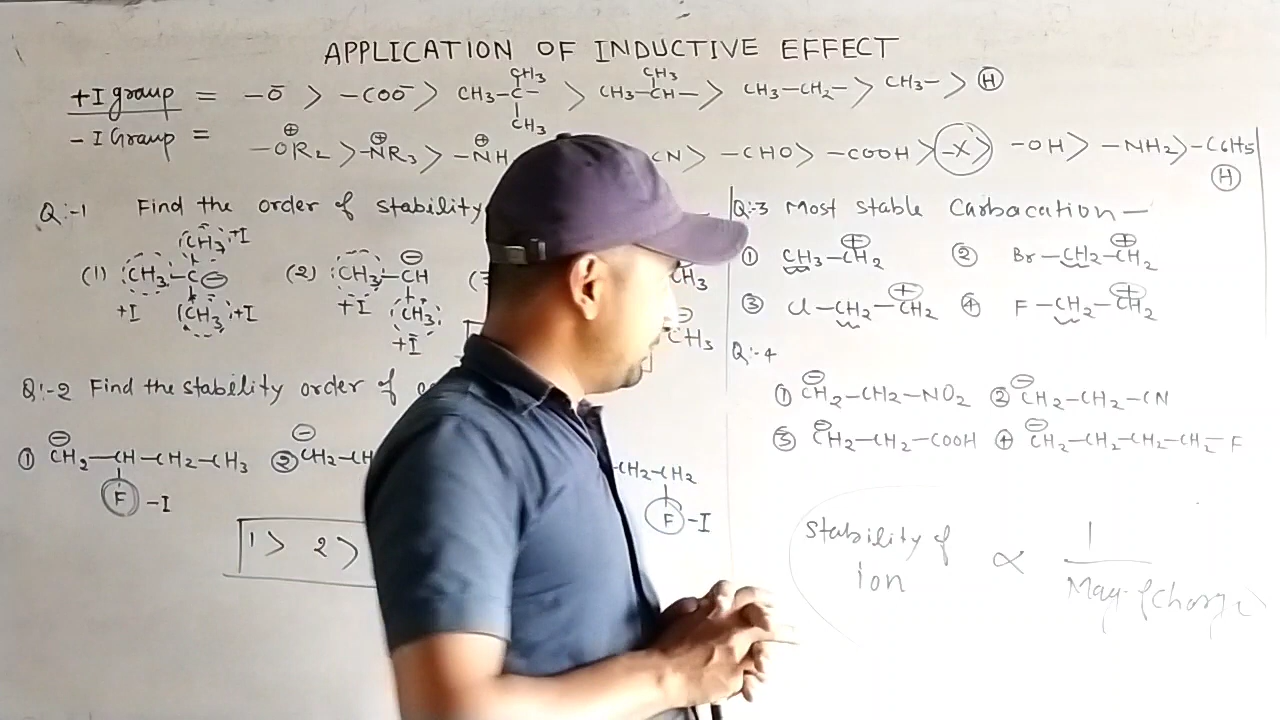 APPLICATION OF INDUCTIVE EFFECT
+I group = -Ō > -COO⁻ > CH3-C(CH3)(CH3)- > CH3-CH(CH3)- > CH3-CH2- > CH3- > H
-I Group = -O⊕R2 > -N⊕R3 > -N⊕H CN > -CHO > -COOH > -X > -OH > -NH2 > -C6H5
H
Q:-1 Find the order of stability
(1) CH3-C⊖ CH3 +I CH3 +I +I
(2) CH3-CH⊖ CH3 +I +I
CH3
⊖CH3
Q:-2 Find the stability order of
① ⊖CH2-CH-CH2-CH3 ② ⊖CH2-CH -CH2-CH2
F -I F -I
1 > 2 >
Q:-3 Most stable Carbacation-
① CH3-⊕CH2 ② Br-CH2-⊕CH2
③ Cl-CH2-⊕CH2 ④ F-CH2-⊕CH2
Q:-4
① ⊖CH2-CH2-NO2 ② ⊖CH2-CH2-CN
③ ⊖CH2-CH2-COOH ④ ⊖CH2-CH2-CH2-CH2-F
Stability of ion ∝ 1 / Mag. of Charge